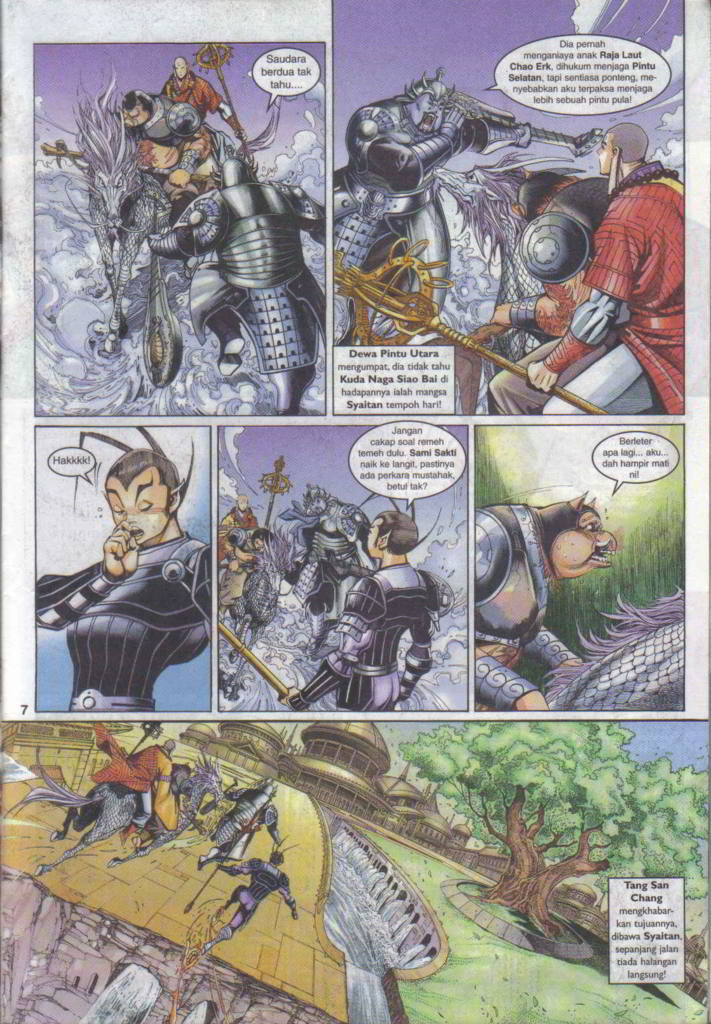 Saudara
berdua tak
tahu....
Dia pernah
menganiaya anak Raja Laut
Chao Erk, dihukum menjaga Pintu
Selatan, tapi sentiasa ponteng, me-
nyebabkan aku terpaksa menjaga
lebih sebuah pintu pula!
Dewa Pintu Utara
mengumpat, dia tidak tahu
Kuda Naga Siao Bai di
hadapannya ialah mangsa
Syaitan tempoh hari!
Hakkkk!
Jangan
cakap soal remeh
temeh dulu. Sami Sakti
naik ke langit, pastinya
ada perkara mustahak,
betul tak?
Berleter
apa lagi... aku...
dah hampir mati
ni!
7
Tang San
Chang
mengkhabar-
kan tujuannya,
dibawa Syaitan,
sepanjang jalan
tiada halangan
langsung!